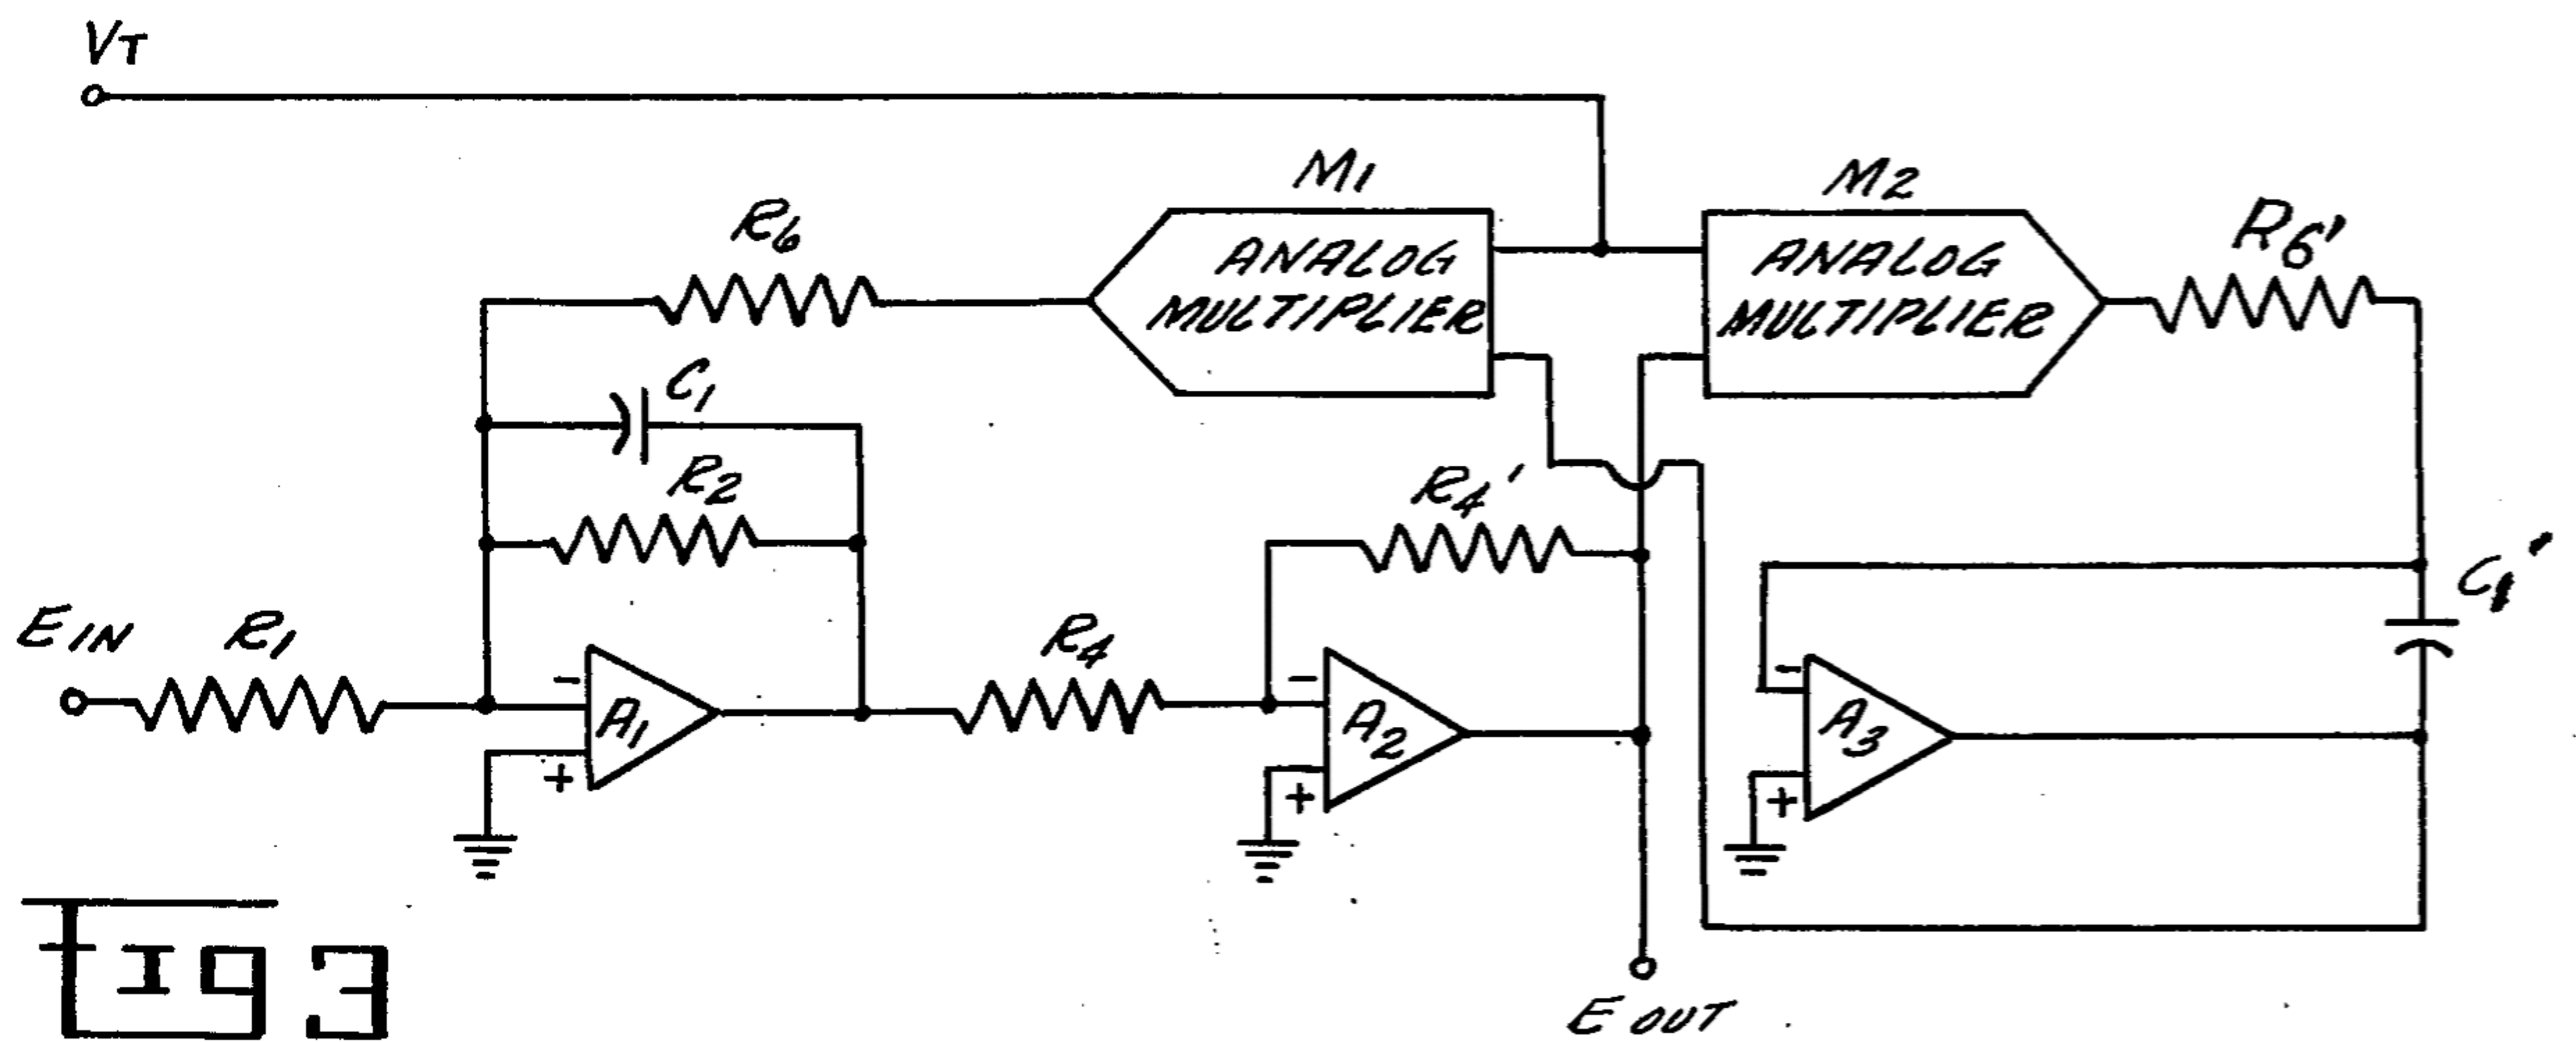 VT
M1
M2
R6
ANALOG
MULTIPLIER
ANALOG
MULTIPLIER
R6'
C1
R2
R4'
C1'
EIN
R1
-
A1
+
R4
-
A2
+
-
A3
+
E OUT
Fig 3